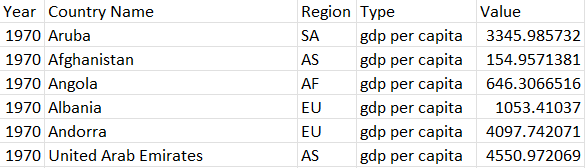 Year Country Name Region Type Value
1970 Aruba SA gdp per capita 3345.985732
1970 Afghanistan AS gdp per capita 154.9571381
1970 Angola AF gdp per capita 646.3066516
1970 Albania EU gdp per capita 1053.41037
1970 Andorra EU gdp per capita 4097.742071
1970 United Arab Emirates AS gdp per capita 4550.972069